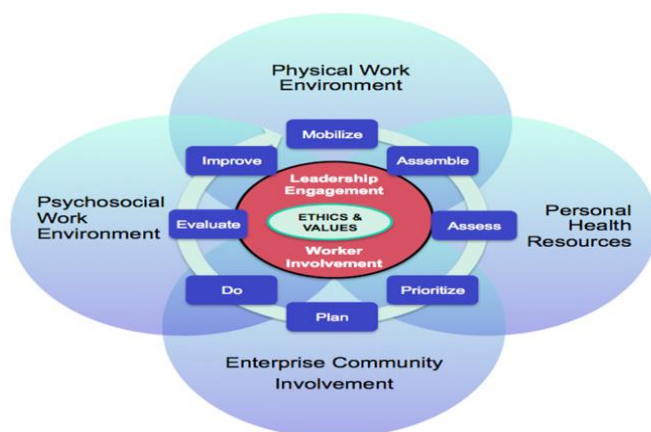 Physical Work
Environment
Mobilize
Improve
Assemble
Leadership
Engagement
Psychosocial
Work
Environment
Evaluate
ETHICS &
VALUES
Assess
Personal
Health
Resources
Worker
Involvement
Do
Prioritize
Plan
Enterprise Community
Involvement